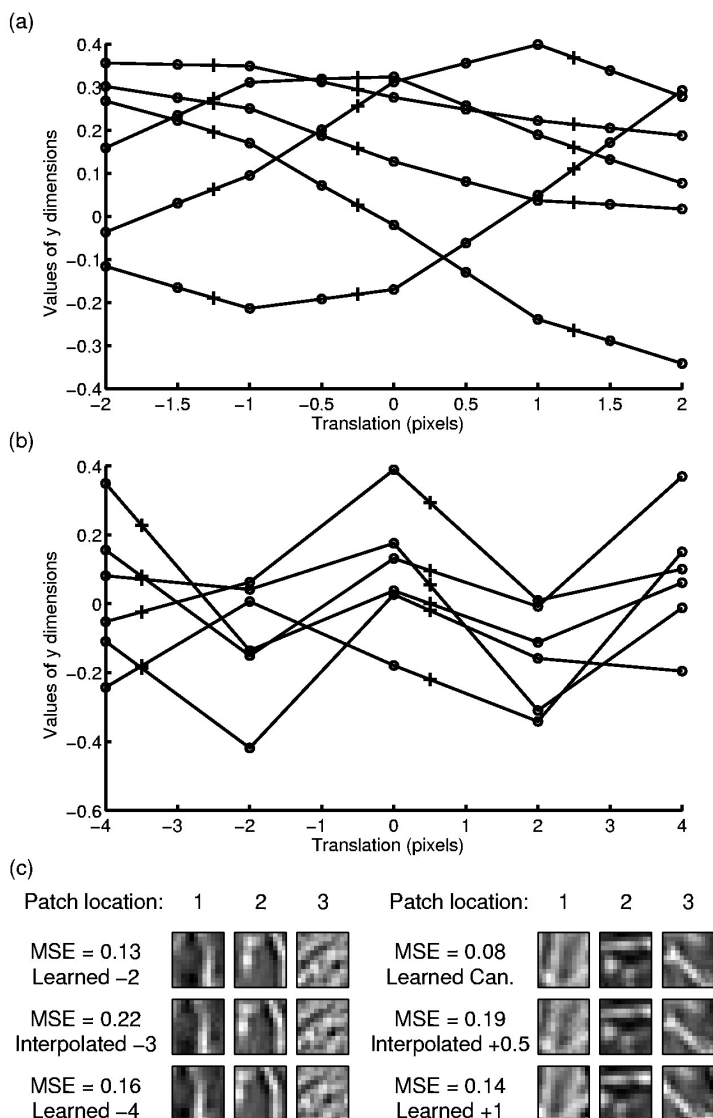 (a)
0.4
0.3
0.2
0.1
0
−0.1
−0.2
−0.3
−0.4
Values of y dimensions
−2 −1.5 −1 −0.5 0 0.5 1 1.5 2
Translation (pixels)
(b)
0.4
0.2
0
−0.2
−0.4
−0.6
Values of y dimensions
−4 −3 −2 −1 0 1 2 3 4
Translation (pixels)
(c)
Patch location: 1 2 3
MSE = 0.13
Learned −2
MSE = 0.22
Interpolated −3
MSE = 0.16
Learned −4
Patch location: 1 2 3
MSE = 0.08
Learned Can.
MSE = 0.19
Interpolated +0.5
MSE = 0.14
Learned +1